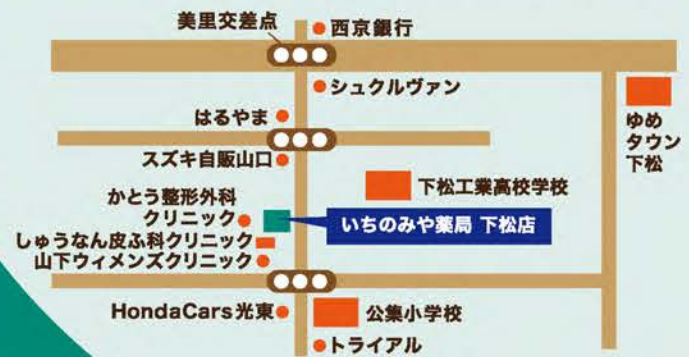 美里交差点
西京銀行
シュクルヴァン
はるやま
ゆめ
タウン
下松
スズキ自販山口
下松工業高校学校
かとう整形外科
クリニック
いちのみや薬局 下松店
しゅうなん皮ふ科クリニック
山下ウィメンズクリニック
HondaCars光東
公集小学校
トライアル